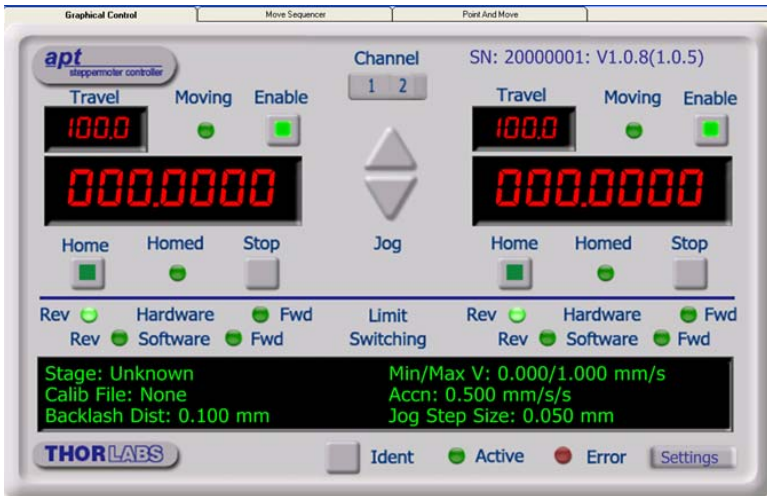 Graphical Control Move Sequencer Point And Move
apt
steppermoter controller
Channel
1 2
SN: 20000001: V1.0.8(1.0.5)
Travel Moving Enable
100.0
000.0000
Travel Moving Enable
100.0
000.0000
Home Homed Stop
Jog
Home Homed Stop
Rev Hardware Fwd Limit Rev Hardware Fwd
Rev Software Fwd Switching Rev Software Fwd
Stage: Unknown Min/Max V: 0.000/1.000 mm/s
Calib File: None Accn: 0.500 mm/s/s
Backlash Dist: 0.100 mm Jog Step Size: 0.050 mm
THORLABS Ident Active Error Settings